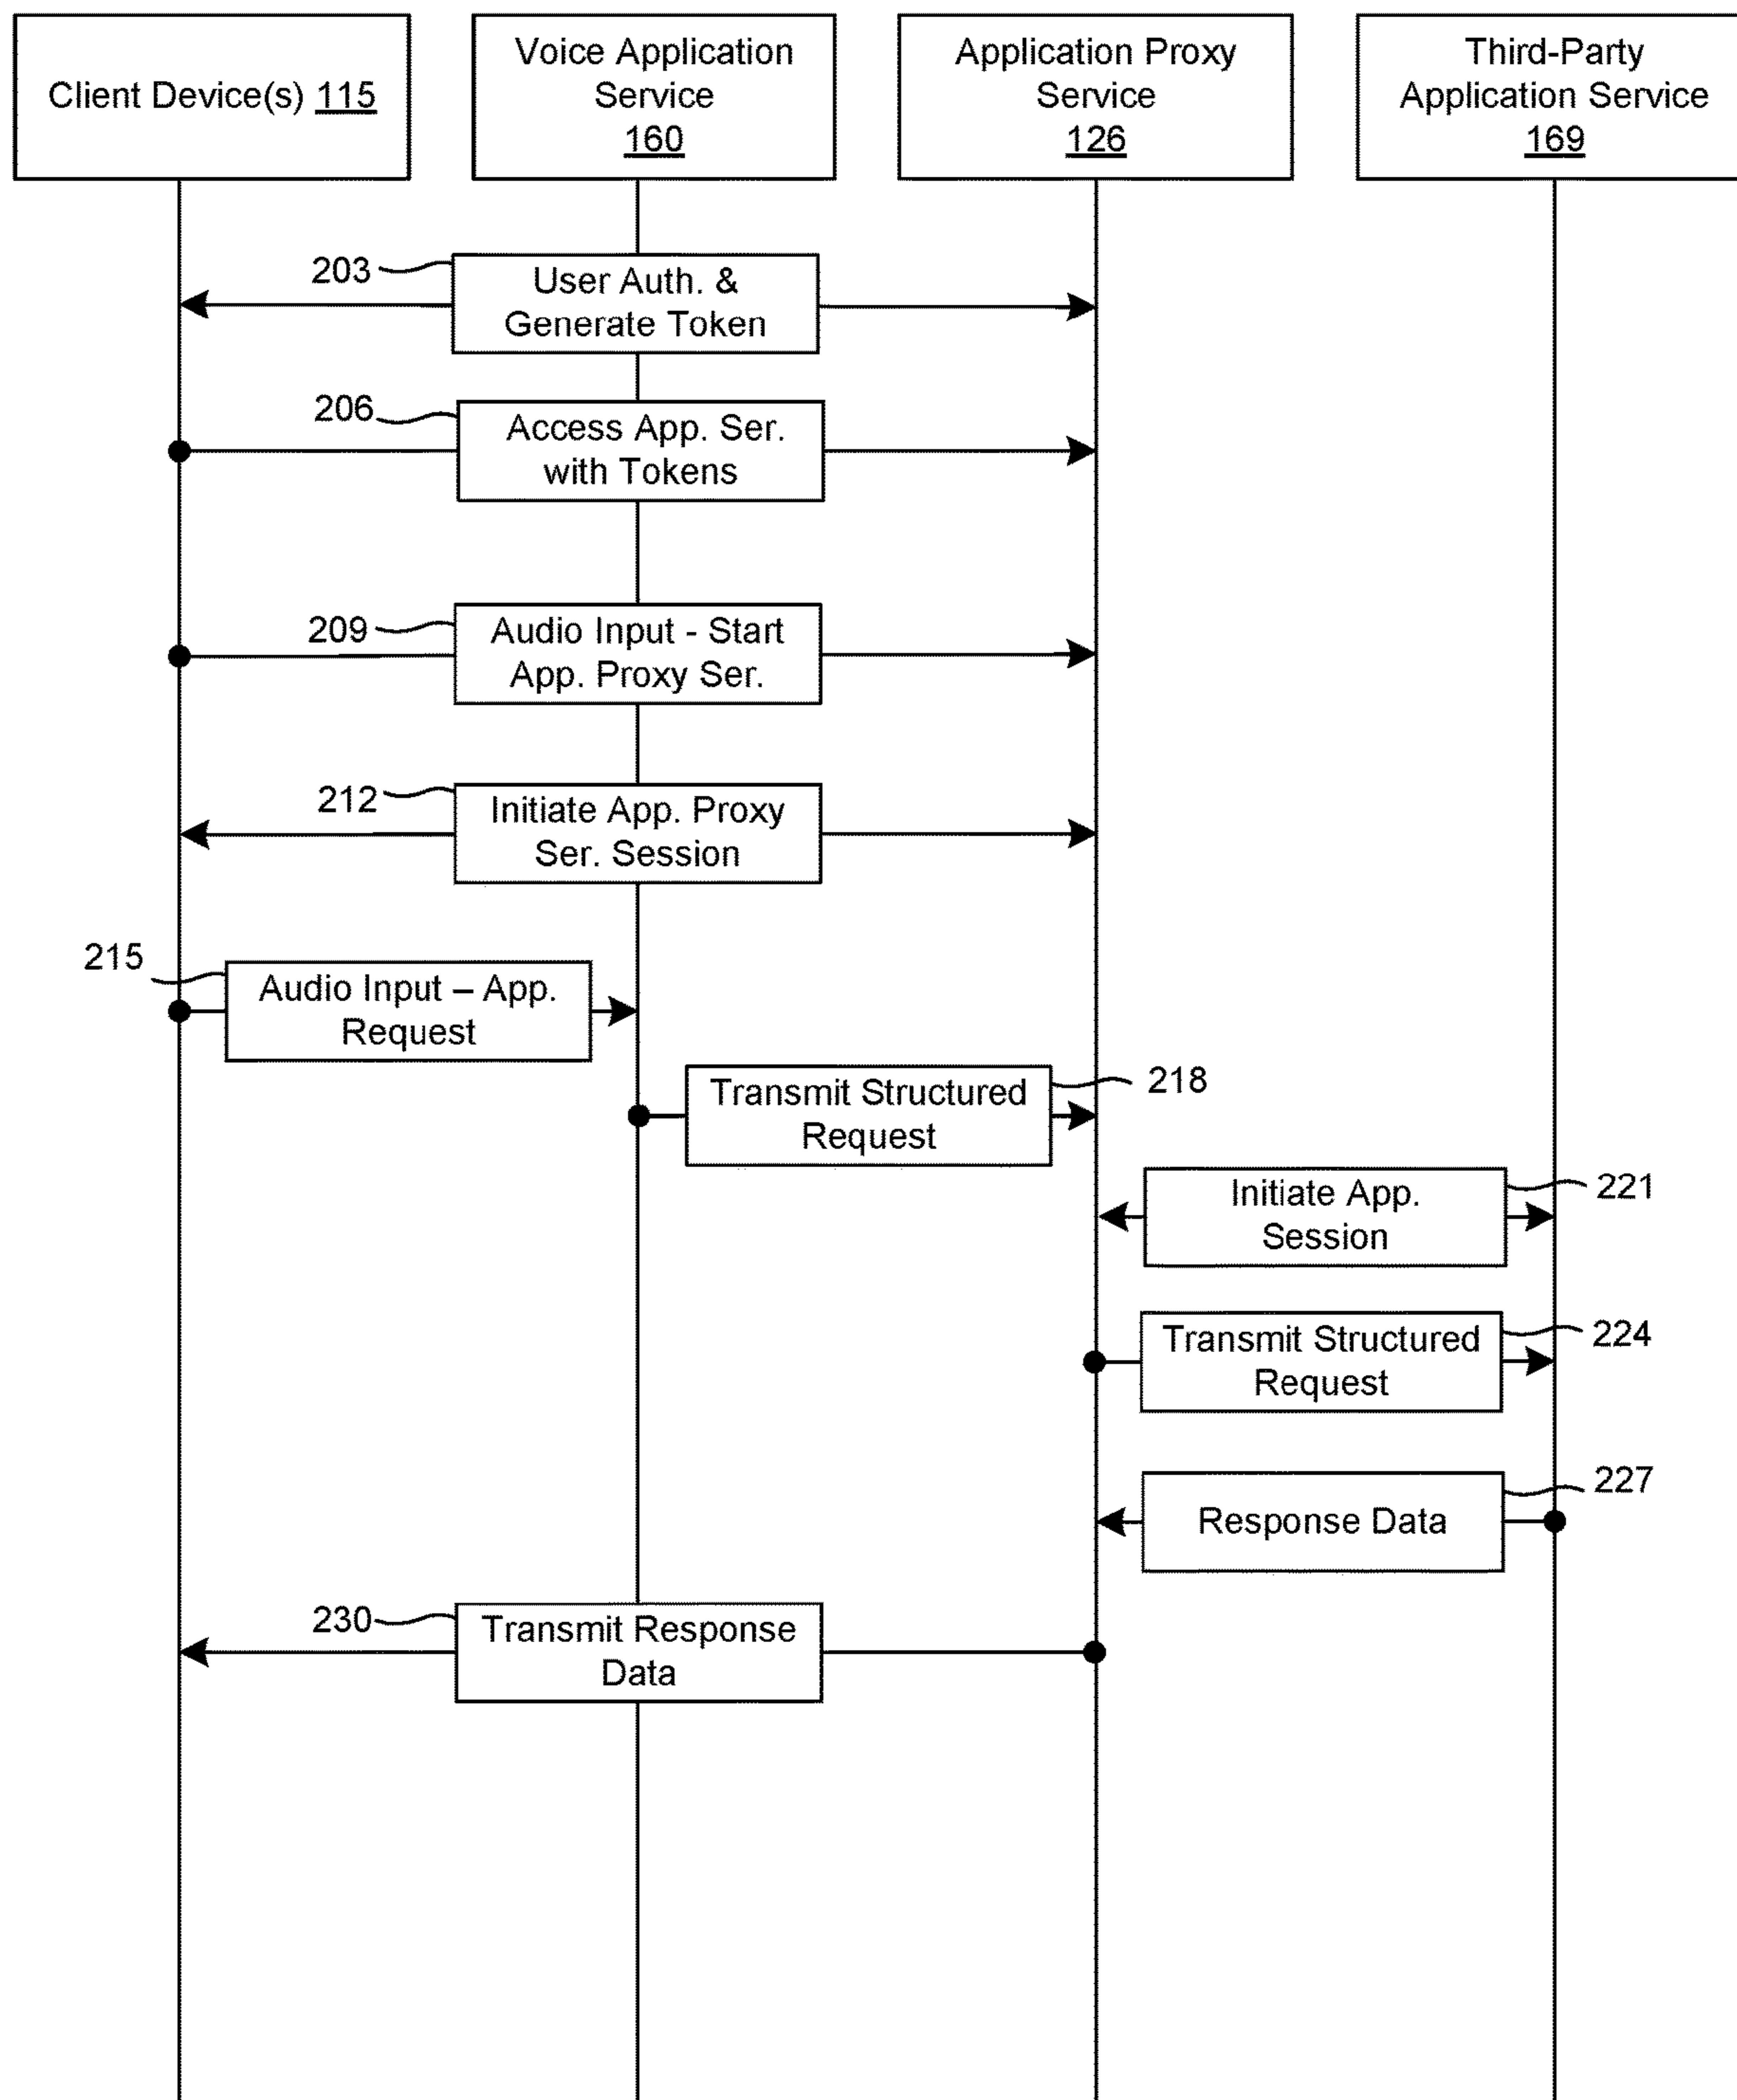 Client Device(s) 115
Voice Application
Service
160
Application Proxy
Service
126
Third-Party
Application Service
169
203
User Auth. &
Generate Token
206
Access App. Ser.
with Tokens
209
Audio Input - Start
App. Proxy Ser.
212
Initiate App. Proxy
Ser. Session
215
Audio Input – App.
Request
Transmit Structured
Request
218
Initiate App.
Session
221
Transmit Structured
Request
224
Response Data
227
230
Transmit Response
Data